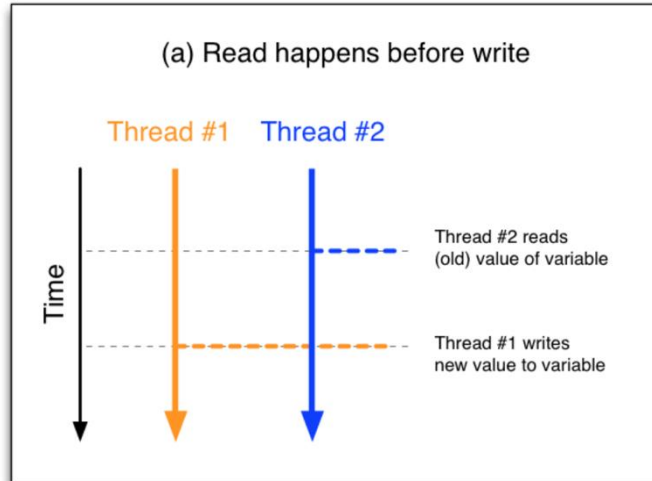 (a) Read happens before write
Thread #1
Thread #2
Thread #2 reads
(old) value of variable
Time
Thread #1 writes
new value to variable